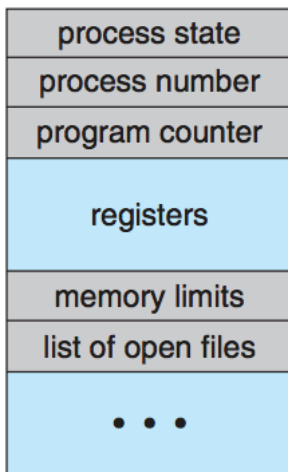 process state
process number
program counter
registers
memory limits
list of open files
• • •